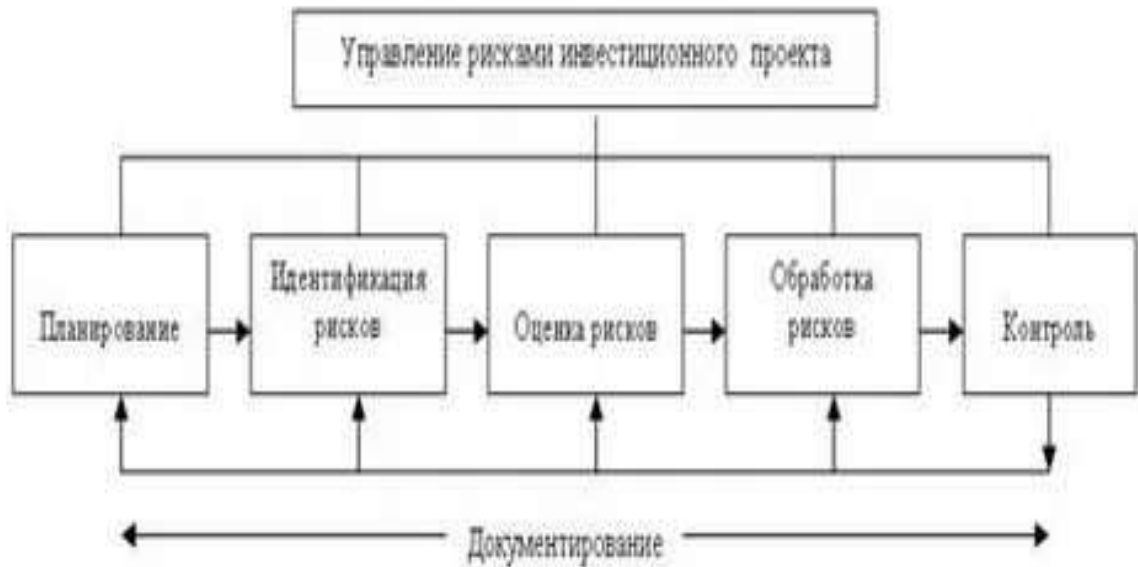 Управление рисками инвестиционного проекта
Планирование
Идентификация
рисков
Оценка рисков
Обработка
рисков
Контроль
Документирование